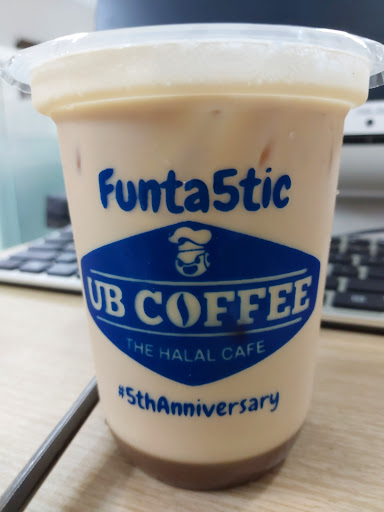 Funta5tic
UB COFFEE
THE HALAL CAFE
#5thAnniversary